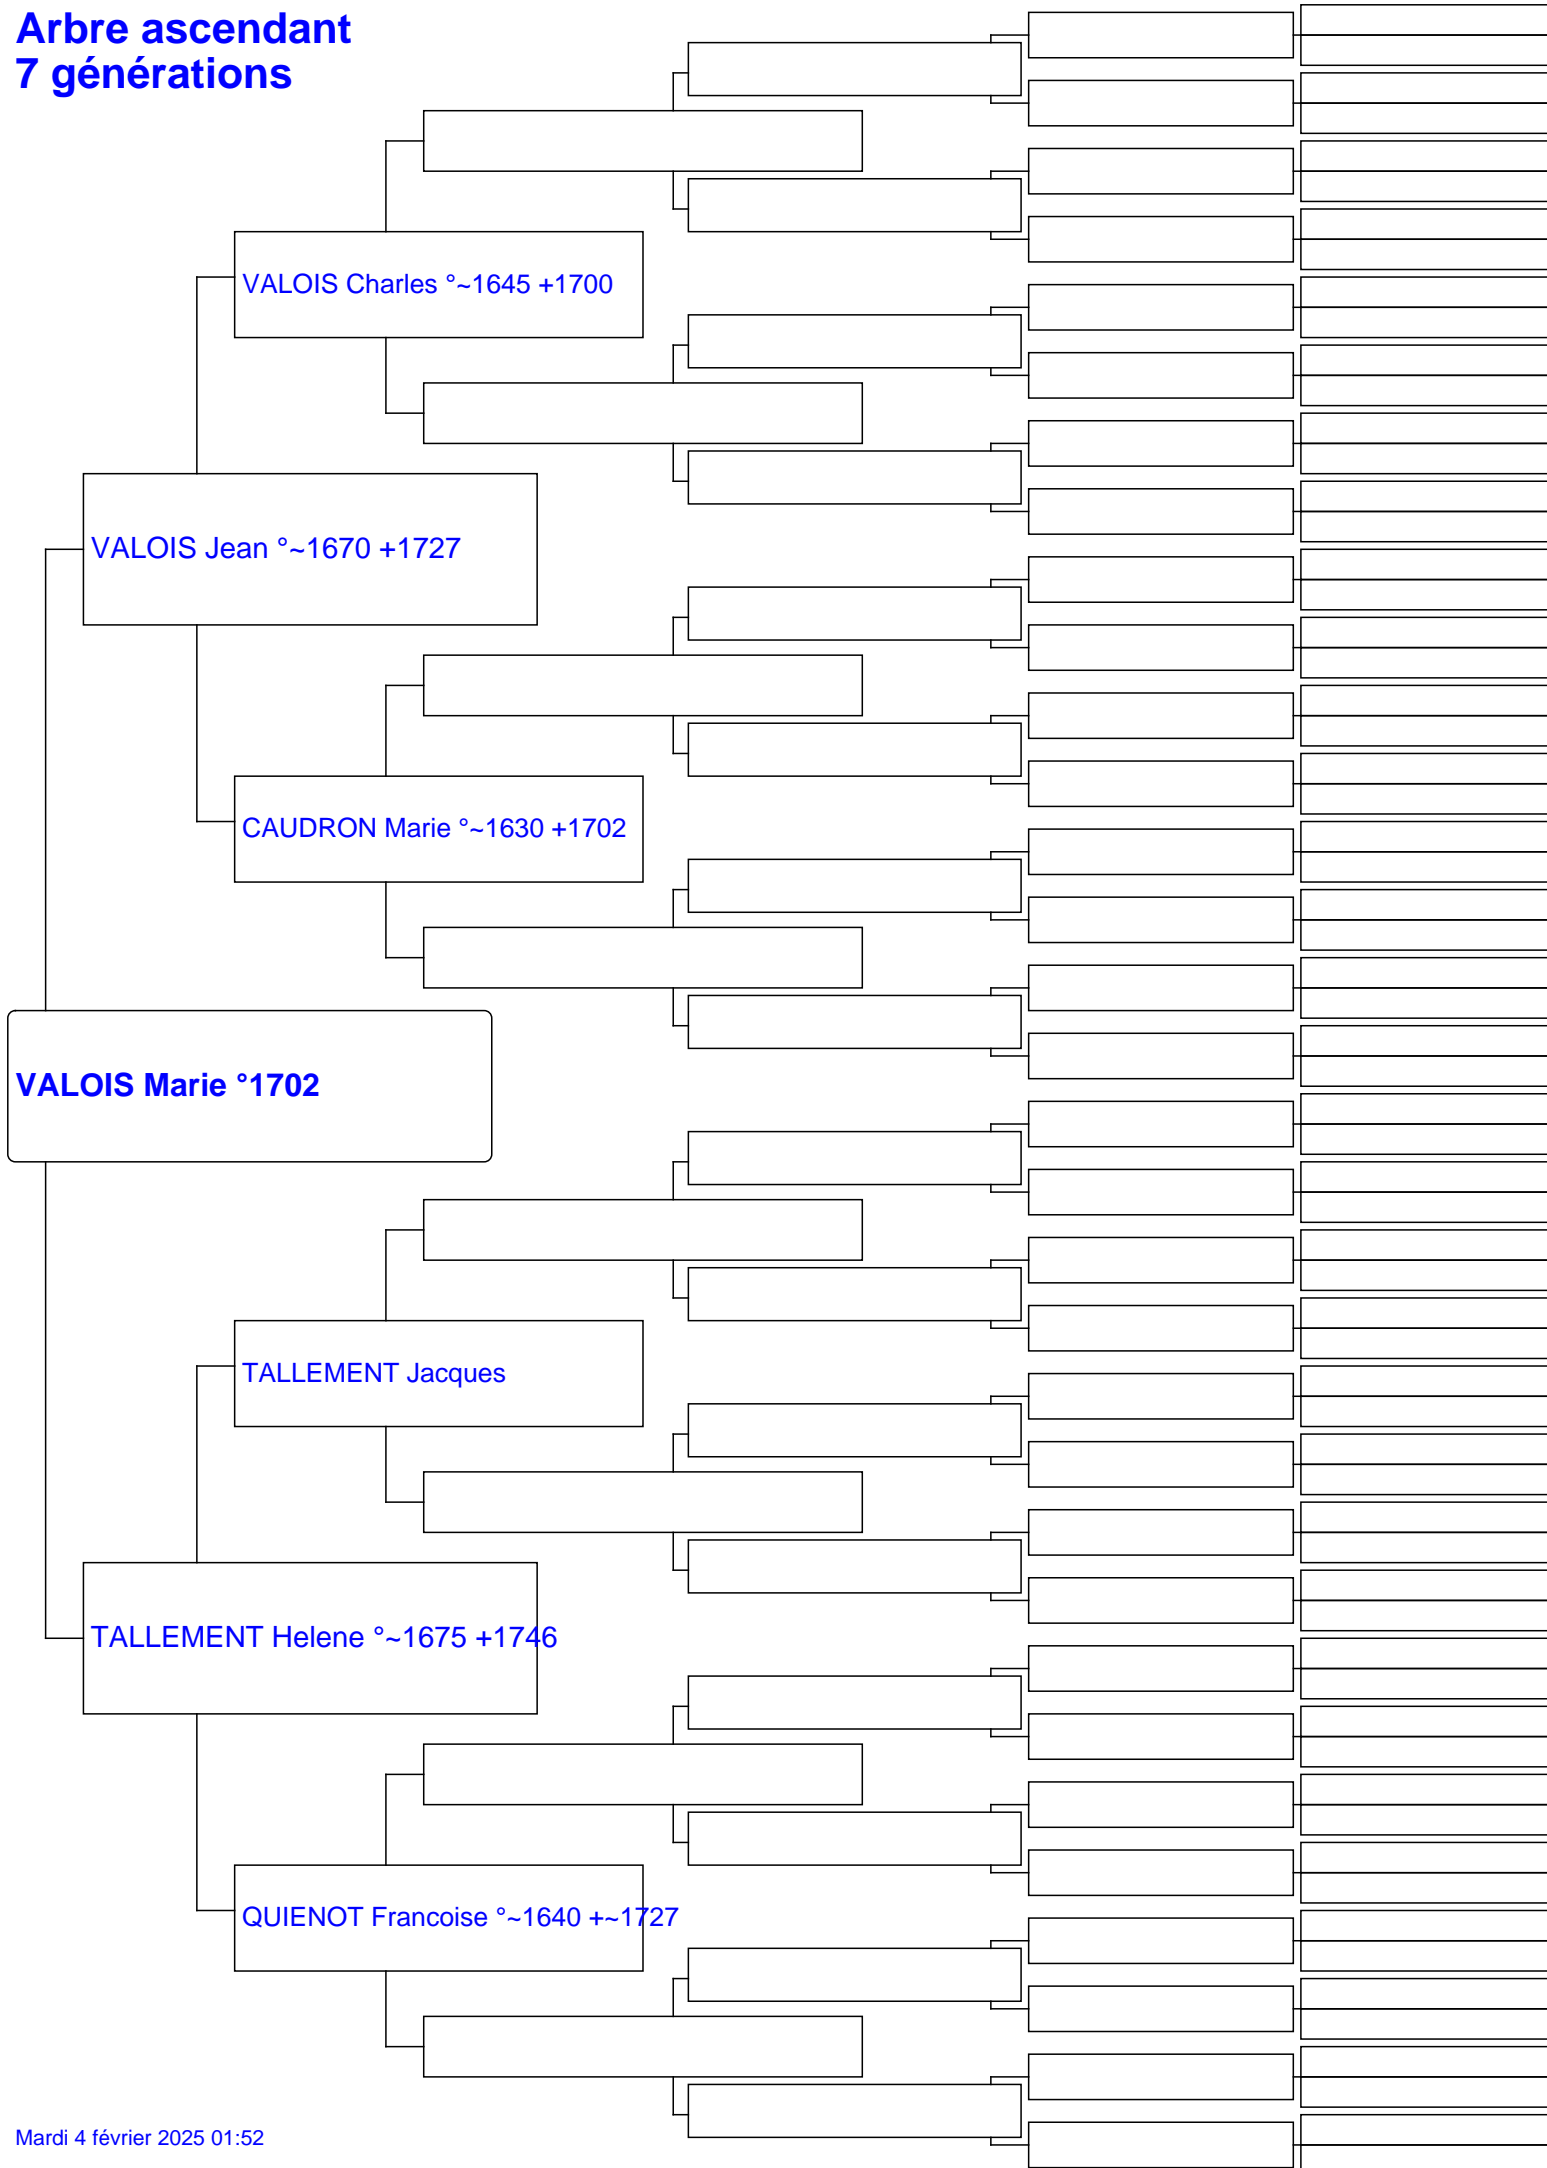 Arbre ascendant
7 générations
VALOIS Charles °~1645 +1700
VALOIS Jean °~1670 +1727
CAUDRON Marie °~1630 +1702
VALOIS Marie °1702
TALLEMENT Jacques
TALLEMENT Helene °~1675 +1746
QUIENOT Francoise °~1640 +~1727
Mardi 4 février 2025 01:52